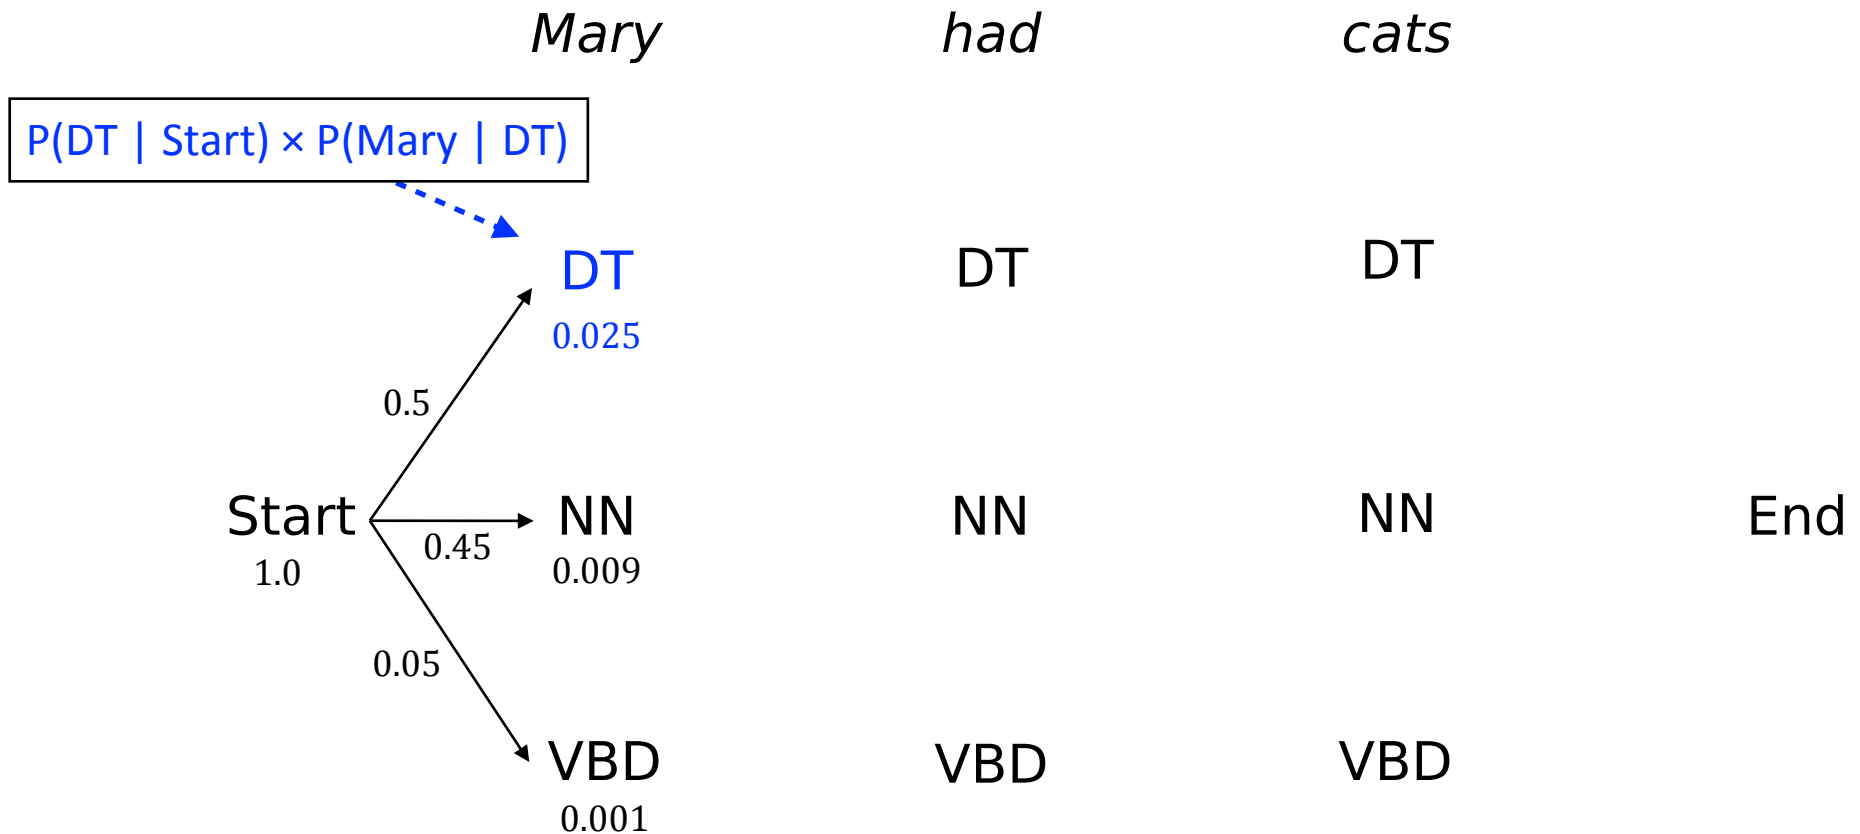 Mary had cats
P(DT | Start) × P(Mary | DT)
DT DT DT
0.025
0.5
Start NN NN NN End
1.0 0.45 0.009
0.05
VBD VBD VBD
0.001